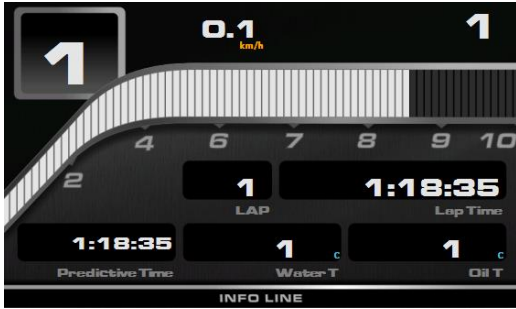 1
0.1
km/h
1
2
4
6
7
8
9
10
1
LAP
1:18:35
Lap Time
1:18:35
Predictive Time
1 C
Water T
1 C
Oil T
INFO LINE